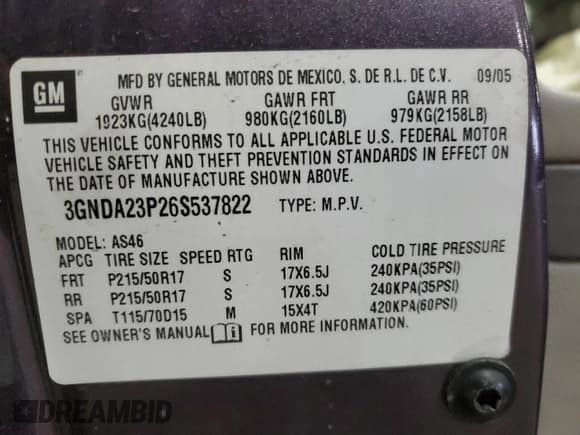 GM
MFD BY GENERAL MOTORS DE MEXICO, S. DE R.L. DE C.V. 09/05
GVWR GAWR FRT GAWR RR
1923KG(4240LB) 980KG(2160LB) 979KG(2158LB)
THIS VEHICLE CONFORMS TO ALL APPLICABLE U.S. FEDERAL MOTOR
VEHICLE SAFETY AND THEFT PREVENTION STANDARDS IN EFFECT ON
THE DATE OF MANUFACTURE SHOWN ABOVE.
3GNDA23P26S537822 TYPE: M.P.V.
MODEL: AS46
APCG TIRE SIZE SPEED RTG RIM COLD TIRE PRESSURE
FRT P215/50R17 S 17X6.5J 240KPA(35PSI)
RR P215/50R17 S 17X6.5J 240KPA(35PSI)
SPA T115/70D15 M 15X4T 420KPA(60PSI)
SEE OWNER'S MANUAL FOR MORE INFORMATION.
DREAMBID